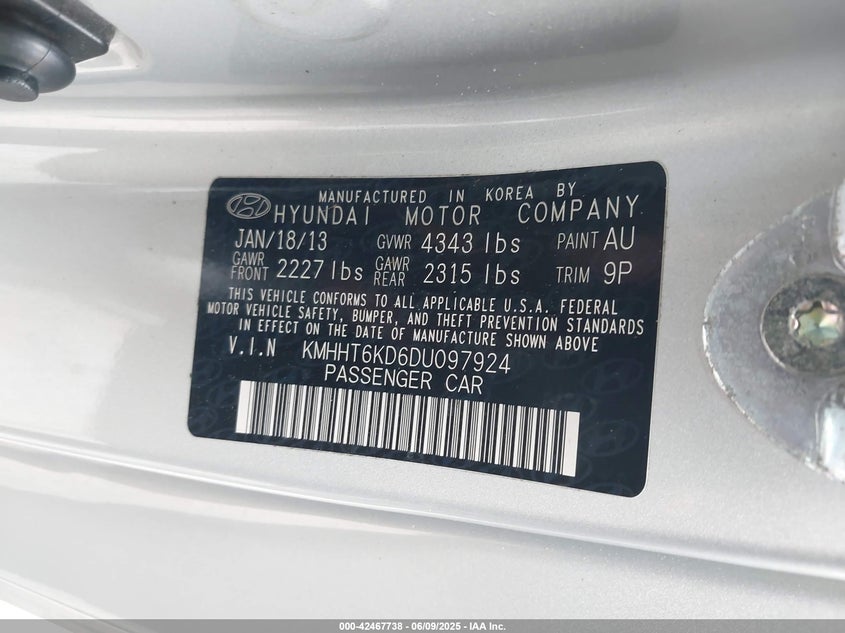 MANUFACTURED IN KOREA BY
HYUNDAI MOTOR COMPANY
JAN/18/13 GVWR 4343 lbs PAINT AU
GAWR FRONT 2227 lbs GAWR REAR 2315 lbs TRIM 9P
THIS VEHICLE CONFORMS TO ALL APPLICABLE U.S.A. FEDERAL
MOTOR VEHICLE SAFETY, BUMPER, AND THEFT PREVENTION STANDARDS
IN EFFECT ON THE DATE OF MANUFACTURE SHOWN ABOVE
V.I.N KMHHT6KD6DU097924
PASSENGER CAR
000-42467738 - 06/09/2025 - IAA Inc.